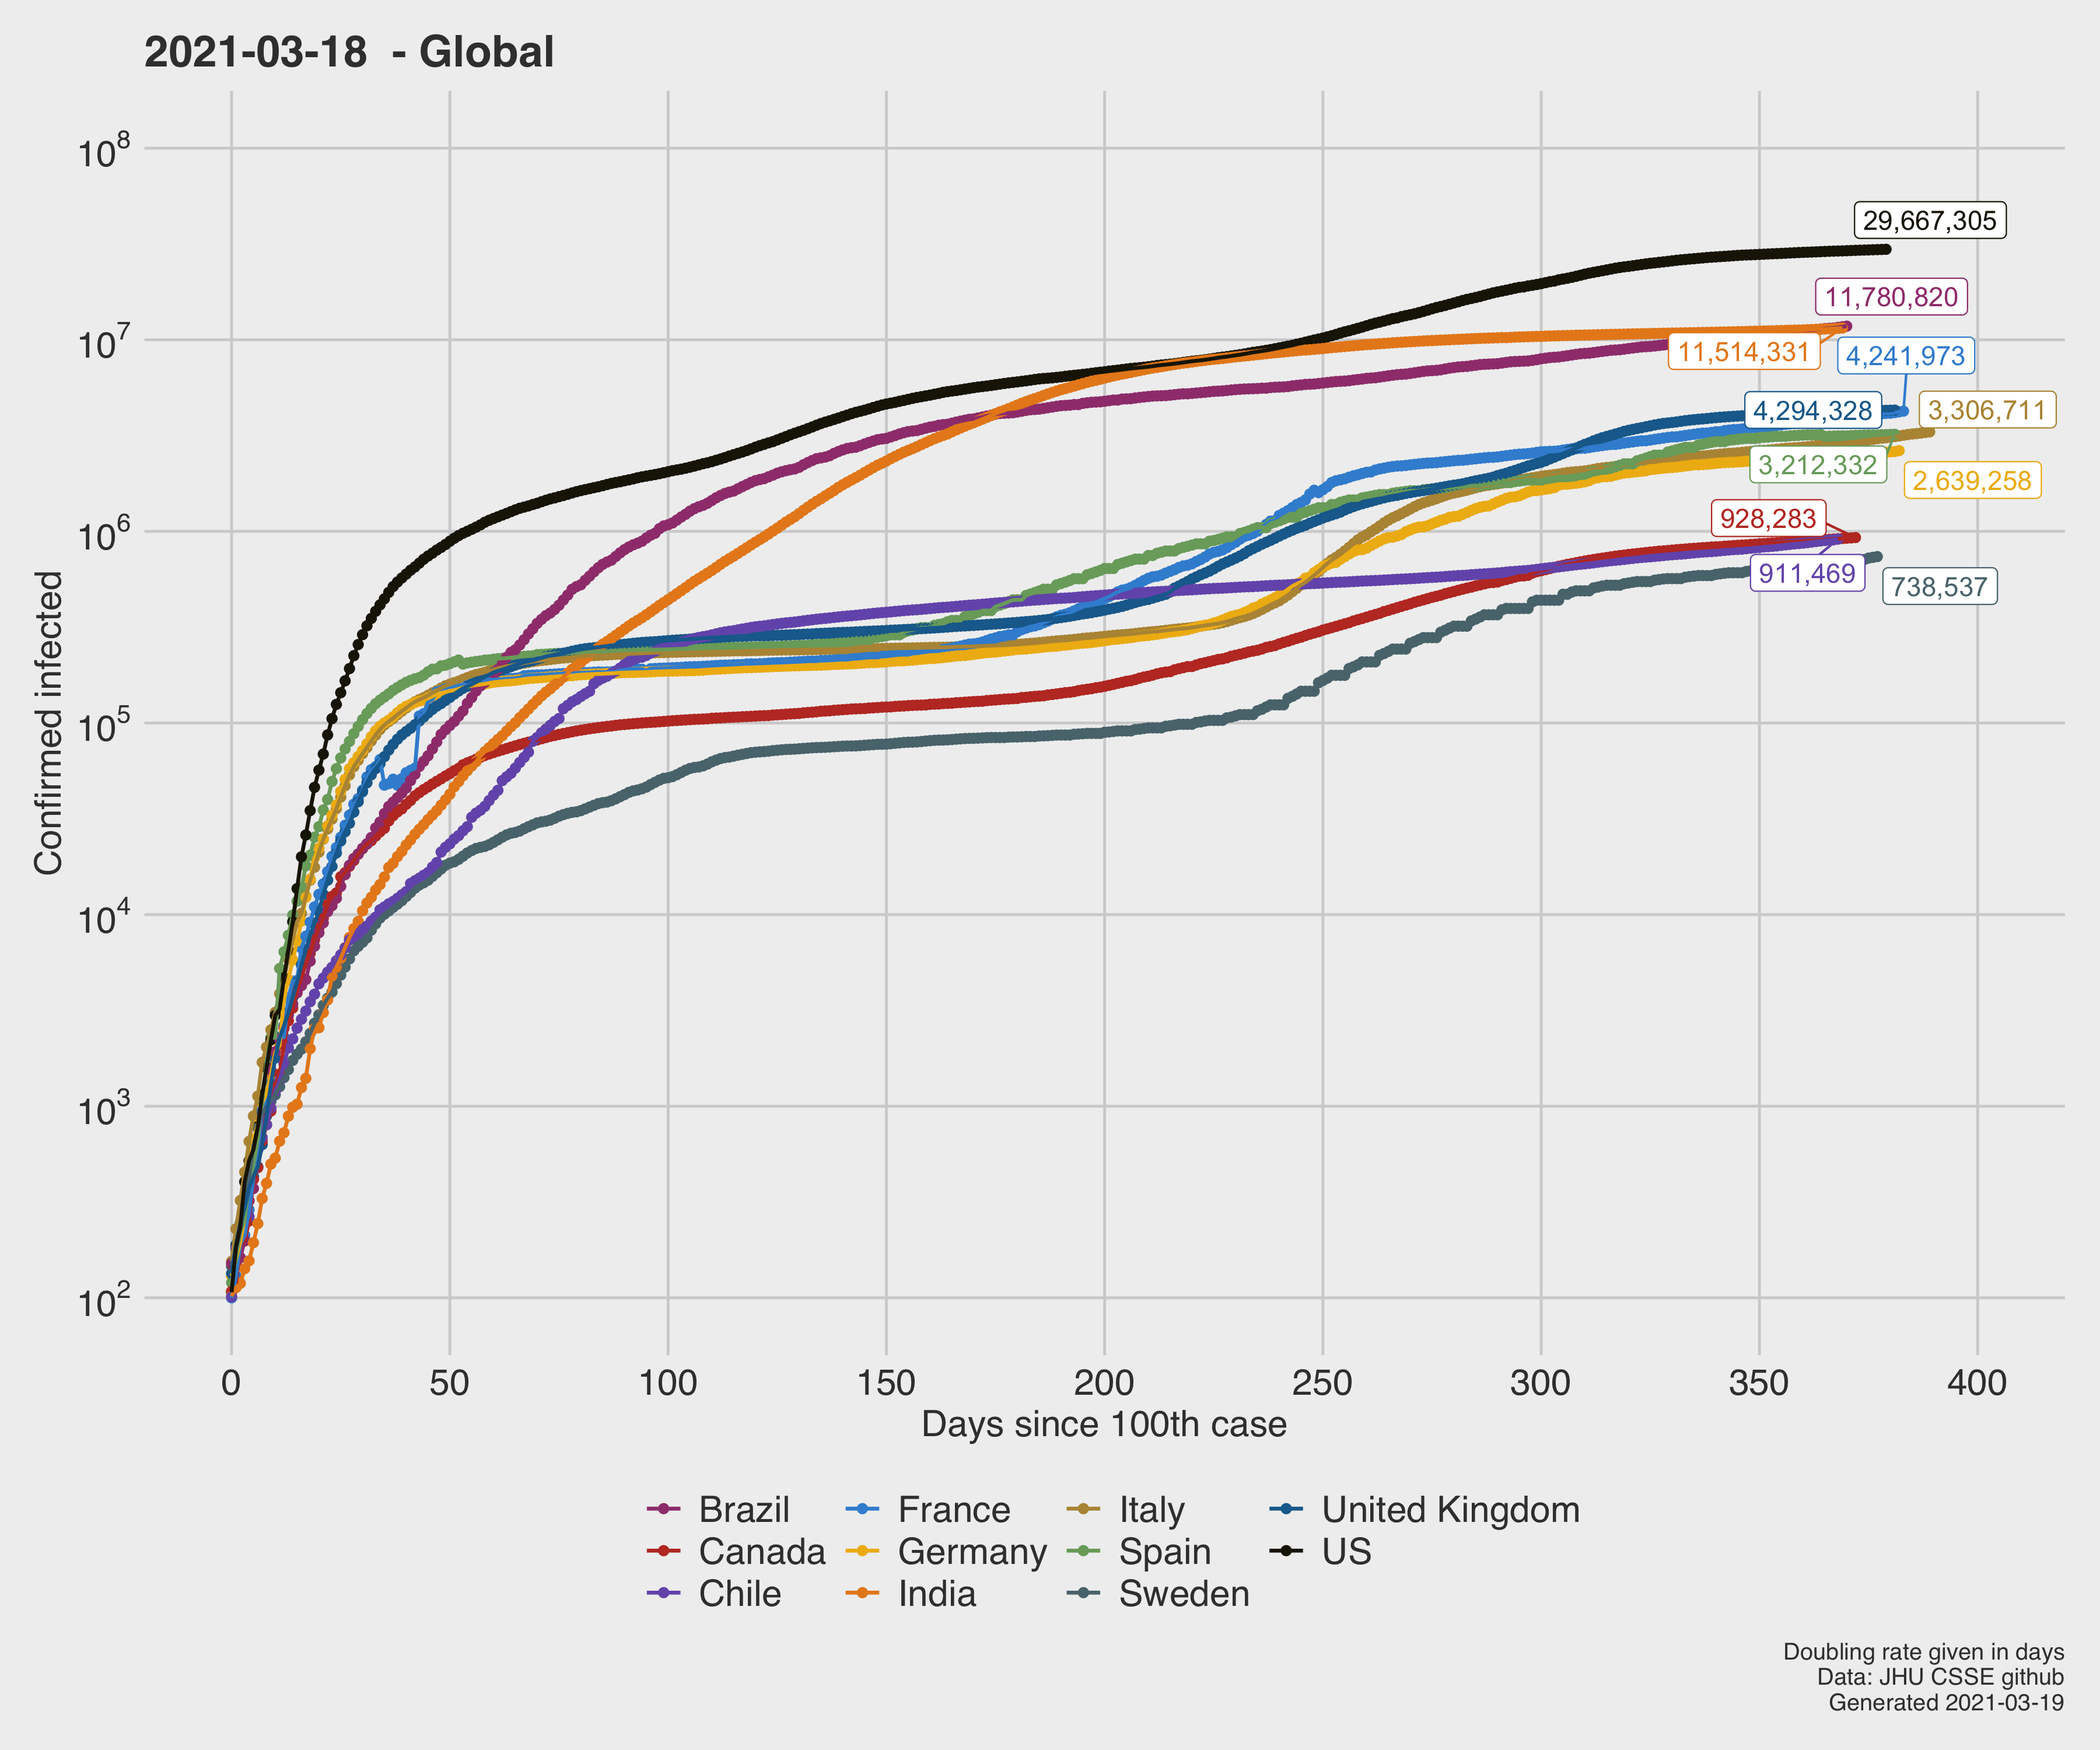 2021-03-18 - Global
10^8
10^7
10^6
10^5
10^4
10^3
10^2
Confirmed infected
29,667,305
11,780,820
11,514,331
4,241,973
4,294,328
3,306,711
3,212,332
2,639,258
928,283
911,469
738,537
0 50 100 150 200 250 300 350 400
Days since 100th case
Brazil France Italy United Kingdom
Canada Germany Spain US
Chile India Sweden
Doubling rate given in days
Data: JHU CSSE github
Generated 2021-03-19